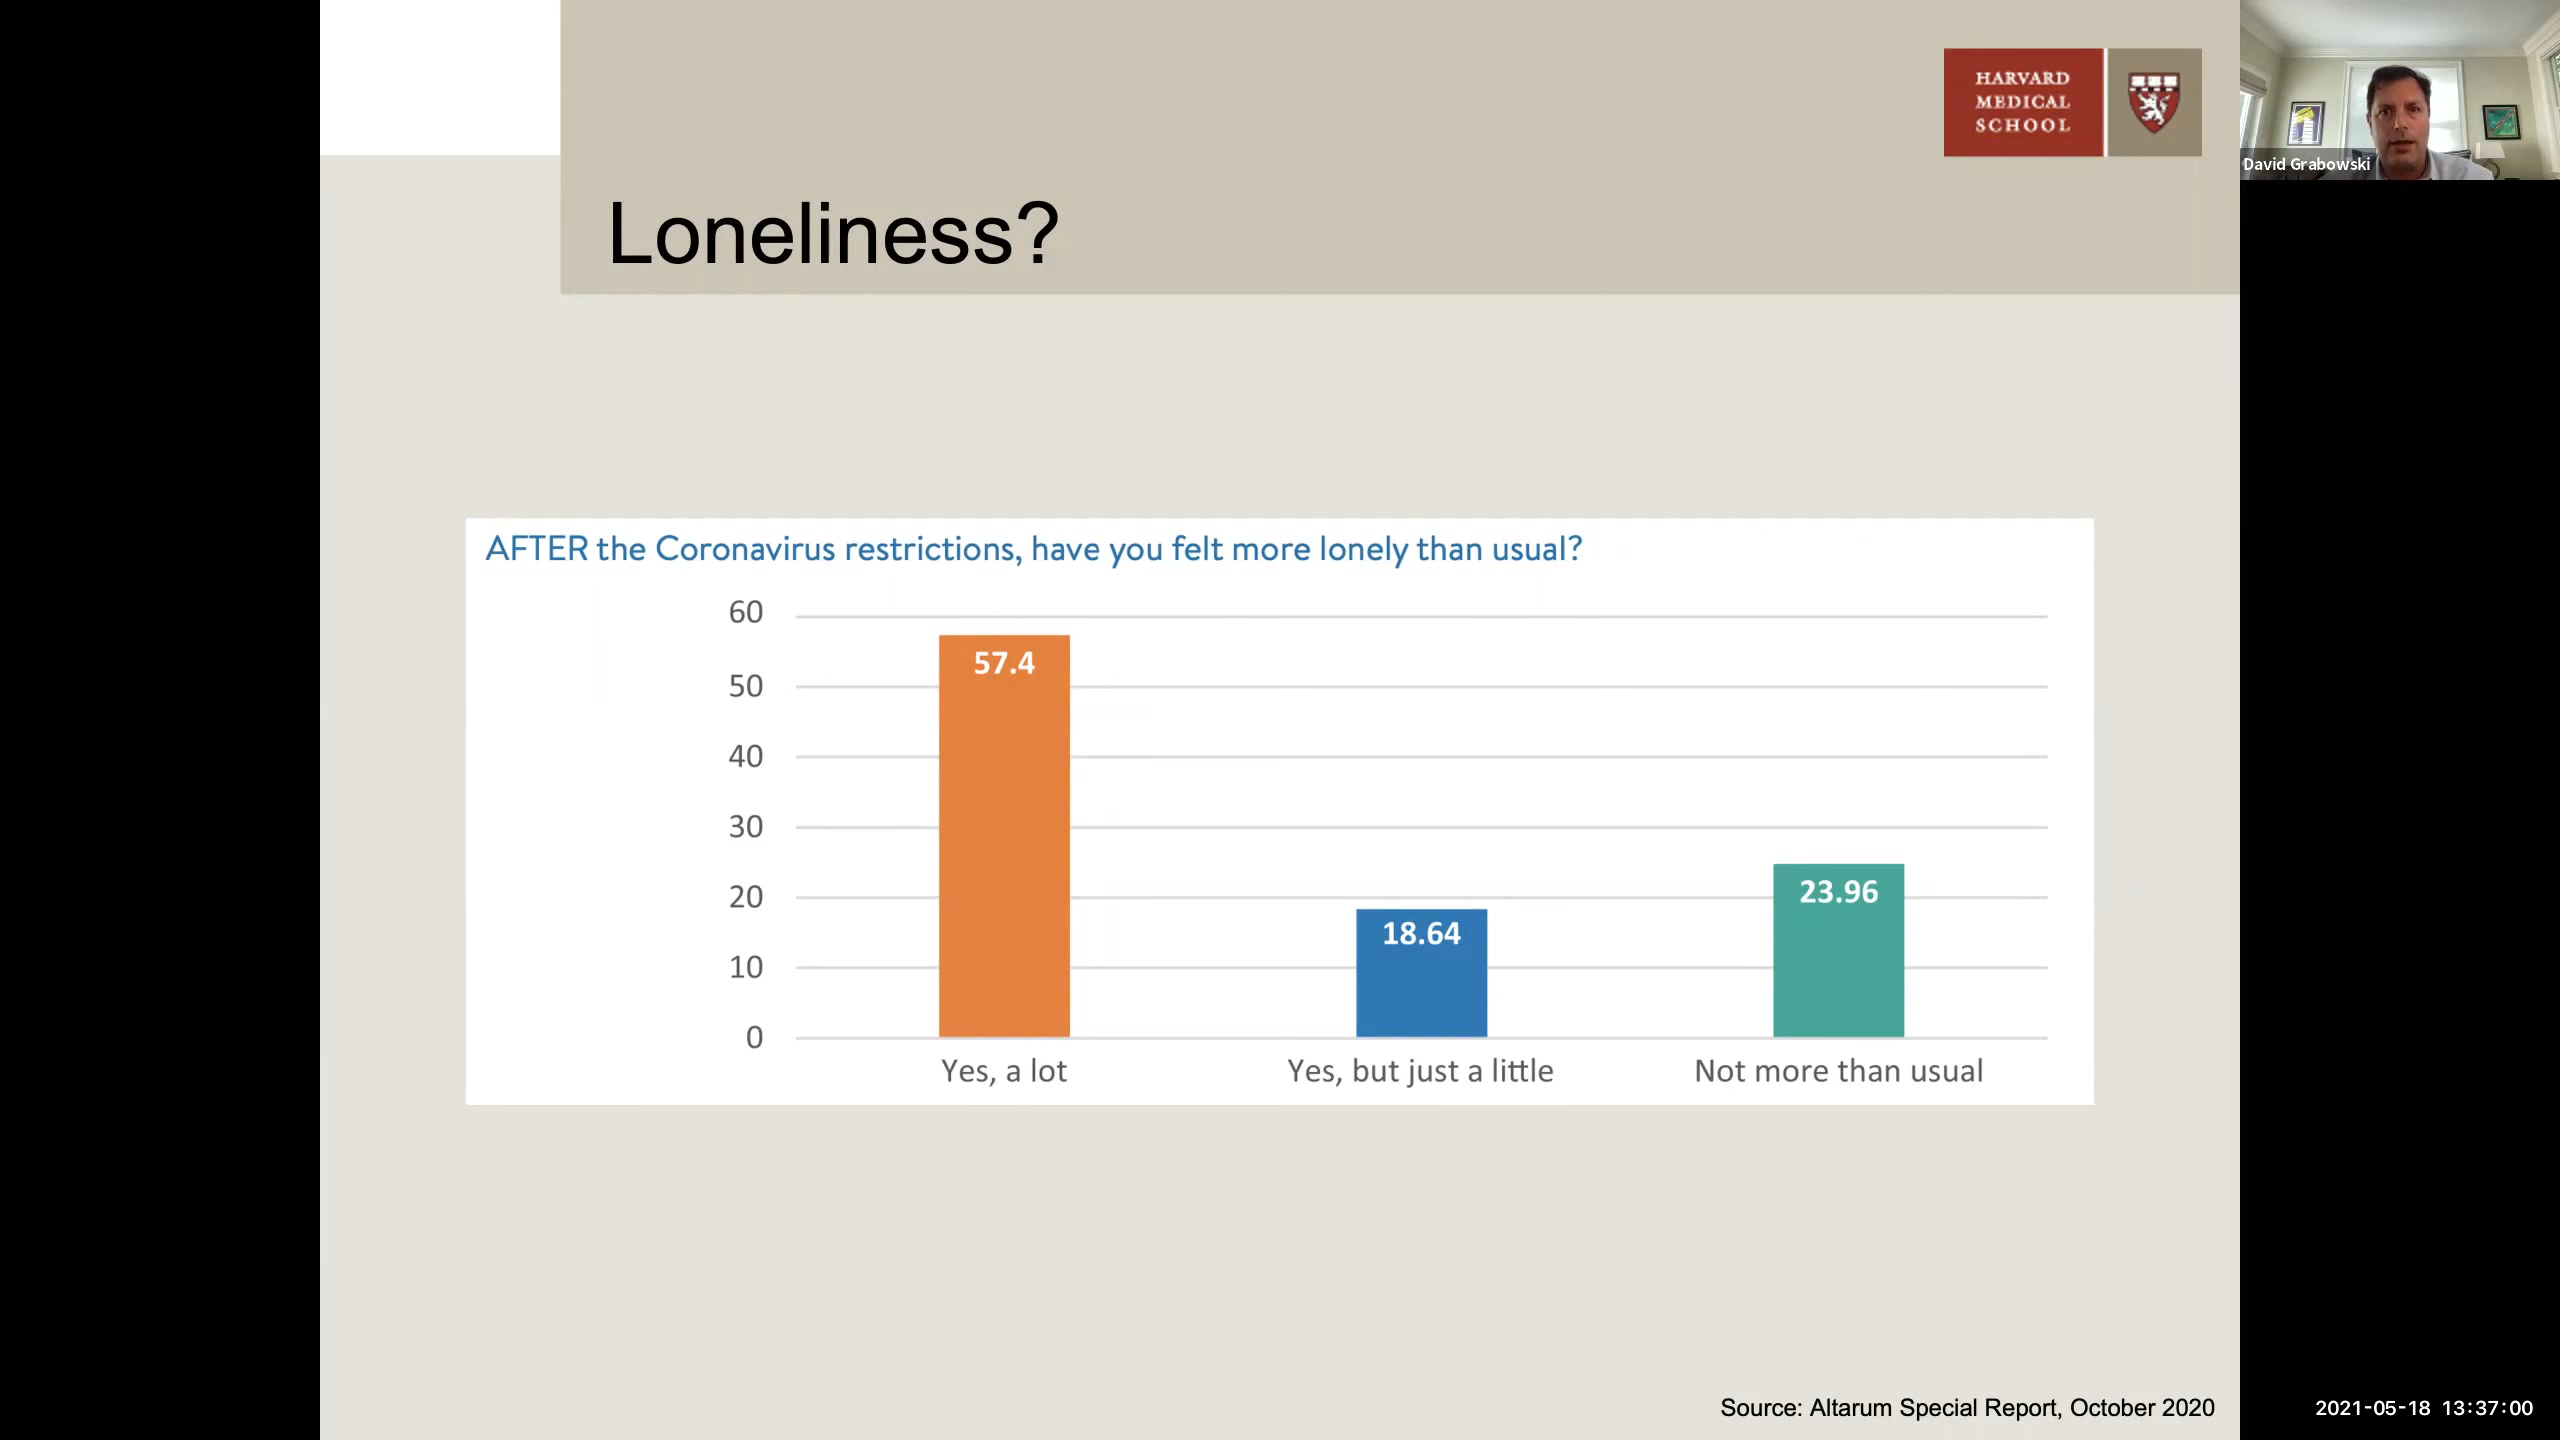 HARVARD
MEDICAL
SCHOOL
David Grabowski
Loneliness?
AFTER the Coronavirus restrictions, have you felt more lonely than usual?
60
50
40
30
20
10
0
57.4
18.64
23.96
Yes, a lot
Yes, but just a little
Not more than usual
Source: Altarum Special Report, October 2020
2021-05-18 13:37:00